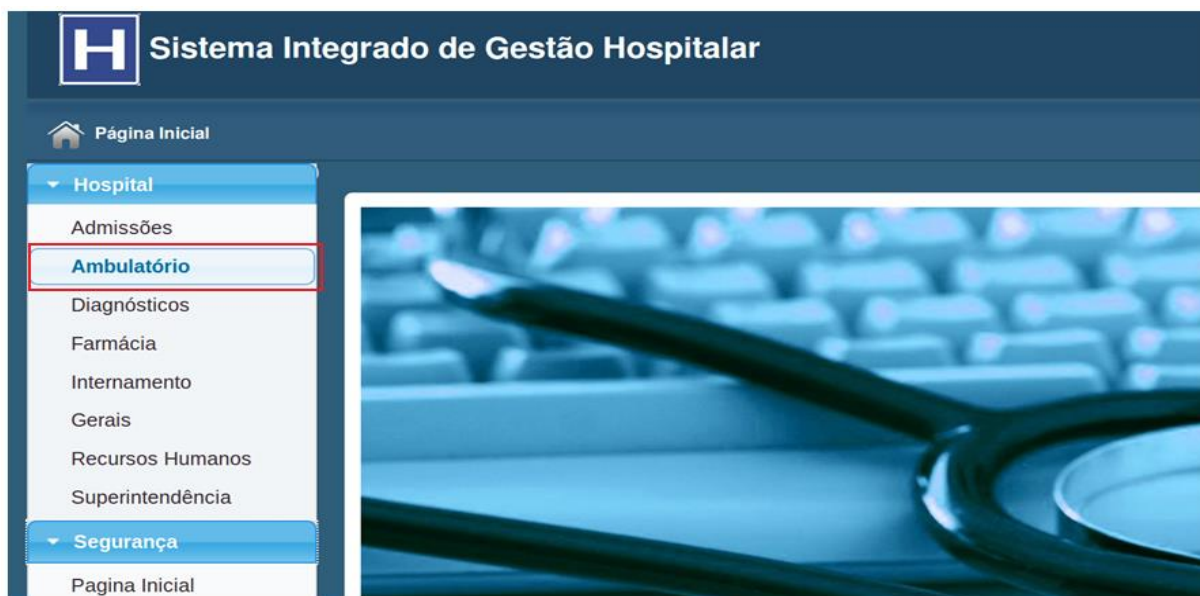 H
Sistema Integrado de Gestão Hospitalar
Página Inicial
Hospital
Admissões
Ambulatório
Diagnósticos
Farmácia
Internamento
Gerais
Recursos Humanos
Superintendência
Segurança
Pagina Inicial